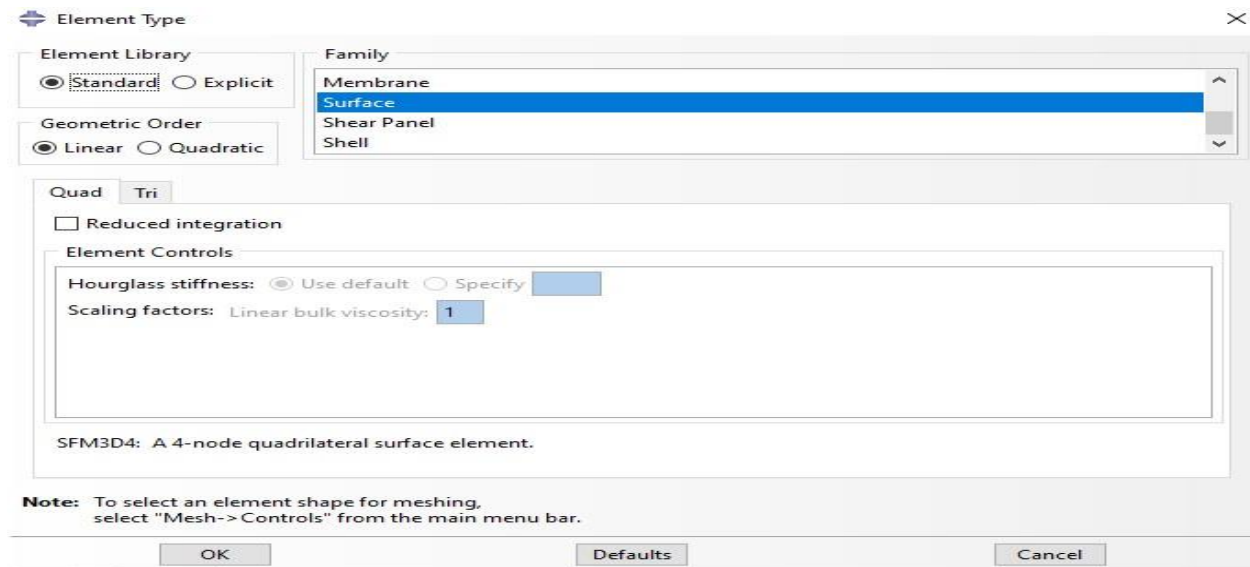 Element Type
Element Library
Family
Standard Explicit
Membrane
Surface
Shear Panel
Shell
Geometric Order
Linear Quadratic
Quad Tri
Reduced integration
Element Controls
Hourglass stiffness: Use default Specify
Scaling factors: Linear bulk viscosity: 1
SFM3D4: A 4-node quadrilateral surface element.
Note: To select an element shape for meshing,
select "Mesh->Controls" from the main menu bar.
OK Defaults Cancel